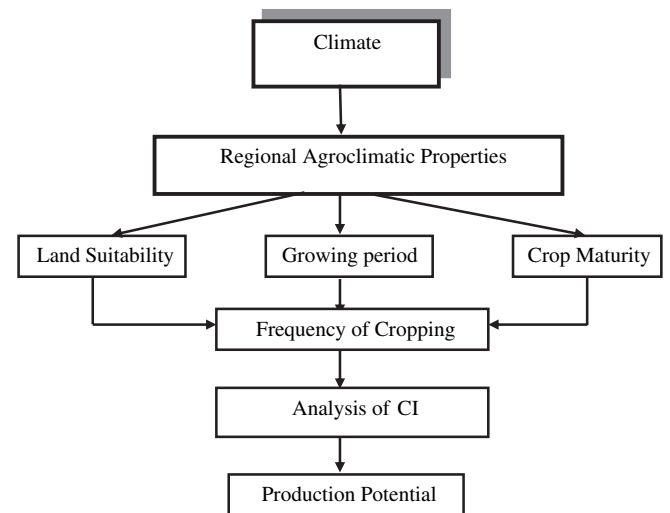 Climate
Regional Agroclimatic Properties
Land Suitability
Growing period
Crop Maturity
Frequency of Cropping
Analysis of CI
Production Potential